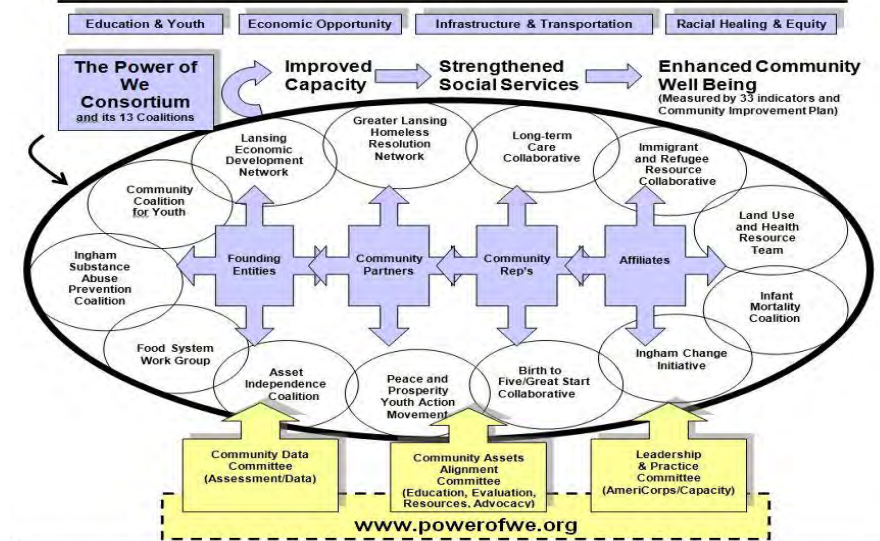 Education & Youth
Economic Opportunity
Infrastructure & Transportation
Racial Healing & Equity
The Power of
We
Consortium
and its 13 Coalitions
Improved
Capacity
Strengthened
Social Services
Enhanced Community
Well Being
(Measured by 33 indicators and
Community Improvement Plan)
Lansing
Economic
Development
Network
Greater Lansing
Homeless
Resolution
Network
Long-term
Care
Collaborative
Immigrant
and Refugee
Resource
Collaborative
Community
Coalition
for Youth
Land Use
and Health
Resource
Team
Ingham
Substance
Abuse
Prevention
Coalition
Founding
Entities
Community
Partners
Community
Rep's
Affiliates
Infant
Mortality
Coalition
Food System
Work Group
Asset
Independence
Coalition
Peace and
Prosperity
Youth Action
Movement
Birth to
Five/Great Start
Collaborative
Ingham Change
Initiative
Community Data
Committee
(Assessment/Data)
Community Assets
Alignment
Committee
(Education, Evaluation,
Resources, Advocacy)
Leadership
& Practice
Committee
(AmeriCorps/Capacity)
www.powerofwe.org